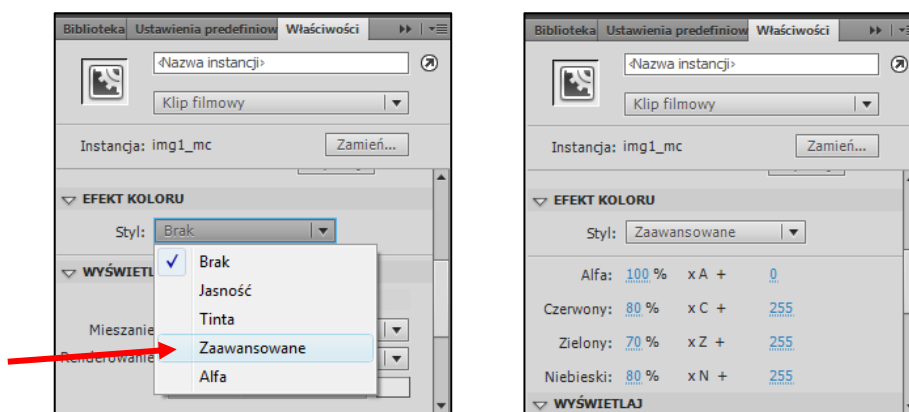 Biblioteka Ustawienia predefiniow Właściwości
<Nazwa instancji>
Klip filmowy
Instancja: img1_mc Zamień...
EFEKT KOLORU
Styl: Brak
Brak
WYŚWIETL
Jasność
Tinta
Mieszanie
Zaawansowane
Renderowanie
Alfa
Biblioteka Ustawienia predefiniow Właściwości
<Nazwa instancji>
Klip filmowy
Instancja: img1_mc Zamień...
EFEKT KOLORU
Styl: Zaawansowane
Alfa: 100 % x A + 0
Czerwony: 80 % x C + 255
Zielony: 70 % x Z + 255
Niebieski: 80 % x N + 255
WYŚWIETLAJ